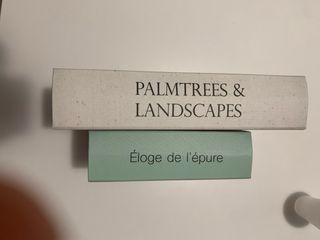 PALMTREES &
LANDSCAPES
Éloge de l'épure